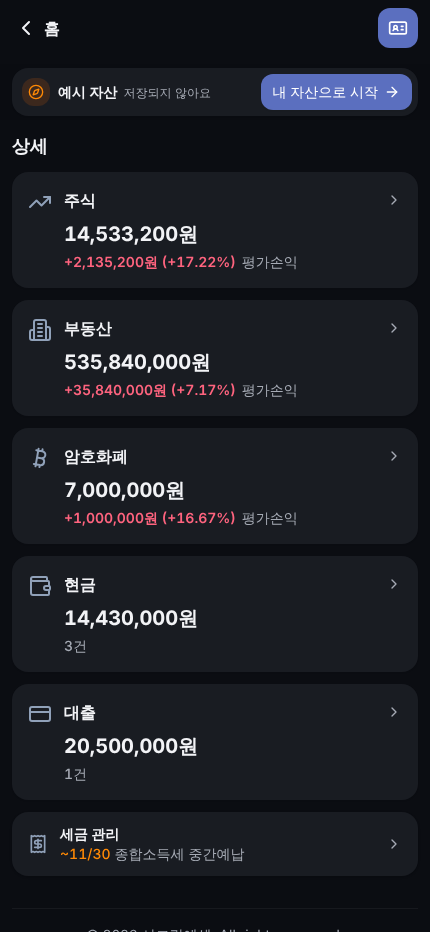 홈
예시 자산 저장되지 않아요
내 자산으로 시작
상세
주식
14,533,200원
+2,135,200원 (+17.22%) 평가손익
부동산
535,840,000원
+35,840,000원 (+7.17%) 평가손익
암호화폐
7,000,000원
+1,000,000원 (+16.67%) 평가손익
현금
14,430,000원
3건
대출
20,500,000원
1건
세금 관리
~11/30 종합소득세 중간예납